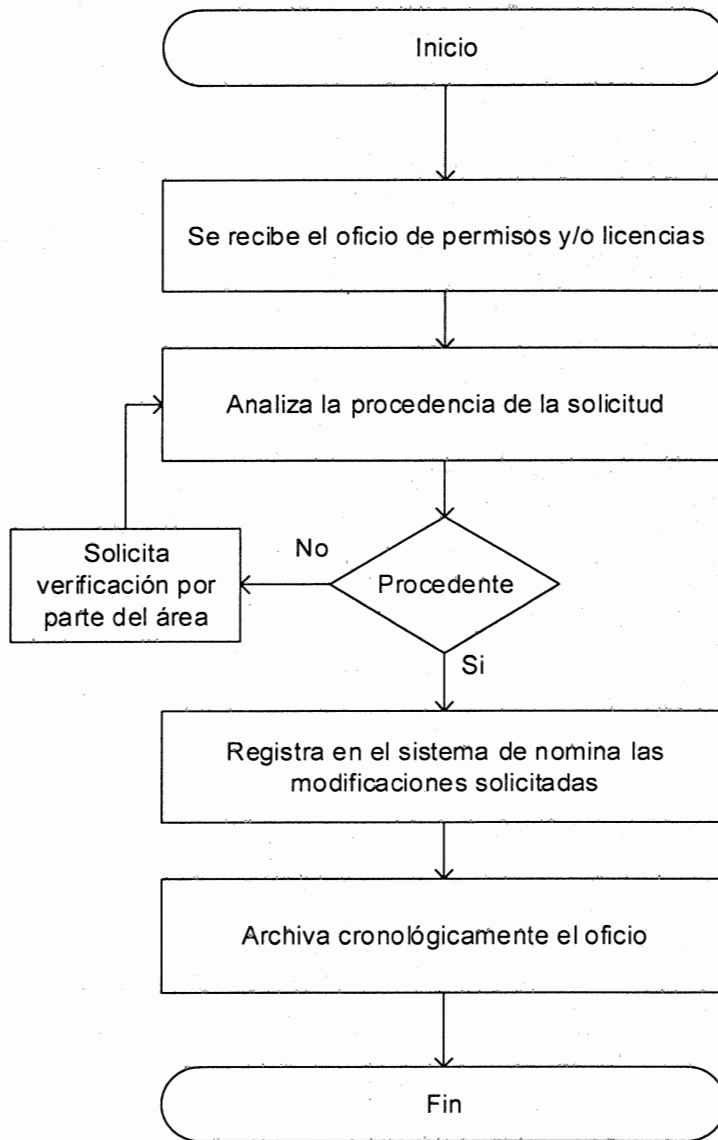 Inicio
Se recibe el oficio de permisos y/o licencias
Analiza la procedencia de la solicitud
Solicita
verificación por
parte del área
No
Procedente
Si
Registra en el sistema de nomina las
modificaciones solicitadas
Archiva cronológicamente el oficio
Fin